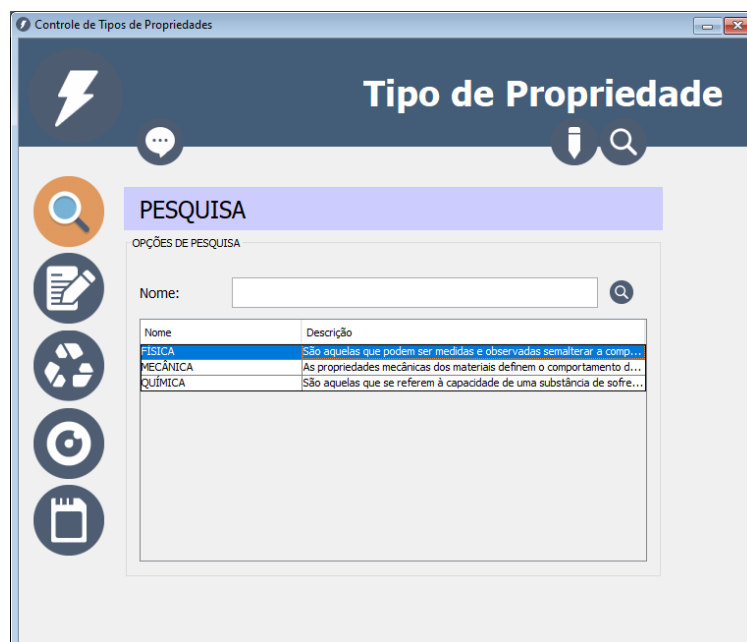 Controle de Tipos de Propriedades
Tipo de Propriedade
PESQUISA
OPÇÕES DE PESQUISA
Nome:
Nome Descrição
FÍSICA São aquelas que podem ser medidas e observadas semalterar a comp...
MECÂNICA As propriedades mecânicas dos materiais definem o comportamento d...
QUÍMICA São aquelas que se referem à capacidade de uma substância de sofre...